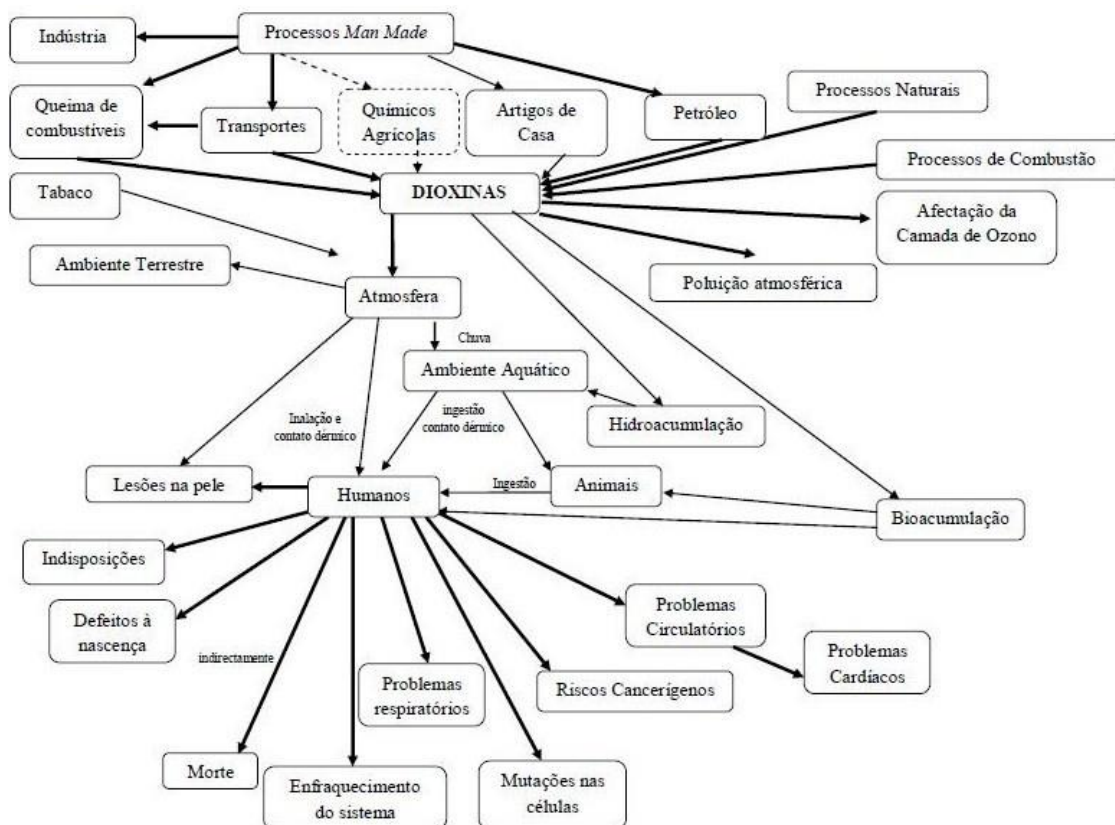 Indústria
Processos Man Made
Queima de
combustíveis
Transportes
Químicos
Agrícolas
Artigos de
Casa
Petróleo
Processos Naturais
Processos de Combustão
Tabaco
DIOXINAS
Afectação da
Camada de Ozono
Ambiente Terrestre
Poluição atmosférica
Atmosfera
Chuva
Ambiente Aquático
Inalação e
contato dérmico
ingestão
contato dérmico
Hidroacumulação
Lesões na pele
Humanos
Ingestão
Animais
Bioacumulação
Indisposições
Defeitos à
nascença
indirectamente
Problemas
respiratórios
Riscos Cancerígenos
Problemas
Circulatórios
Problemas
Cardíacos
Morte
Enfraquecimento
do sistema
Mutações nas
células